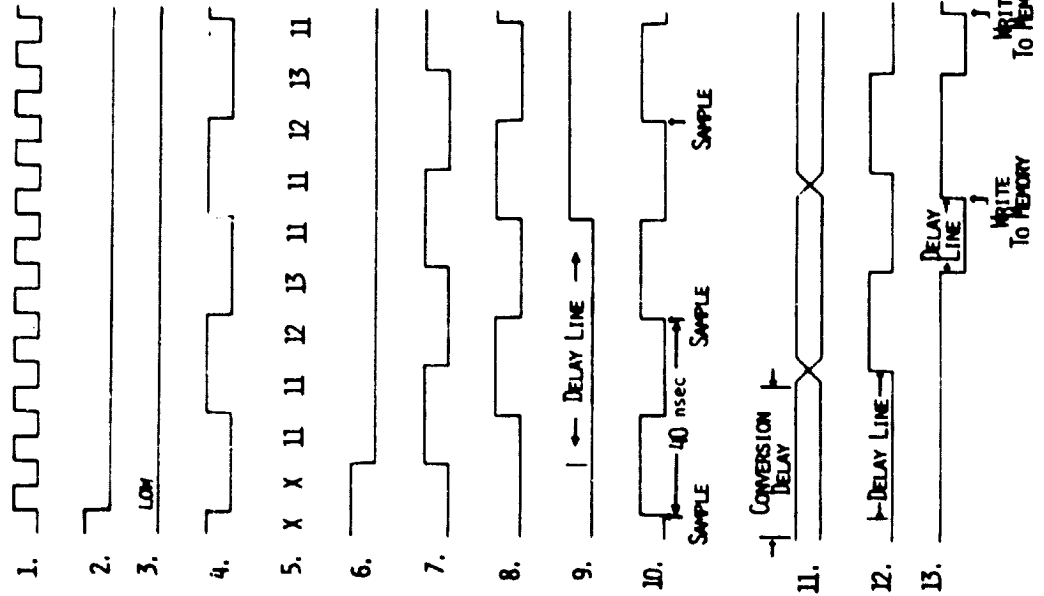 1.
2.
3. LOW
4.
5. X X 11 11 12 13 11 11 12 13 11
6.
7.
8.
9. ← DELAY LINE →
10.
40 nsec
SAMPLE SAMPLE SAMPLE
CONVERSION
DELAY
11.
DELAY LINE
12.
DELAY
LINE
13.
WRITE
TO MEMORY
WRIT
TO MEM